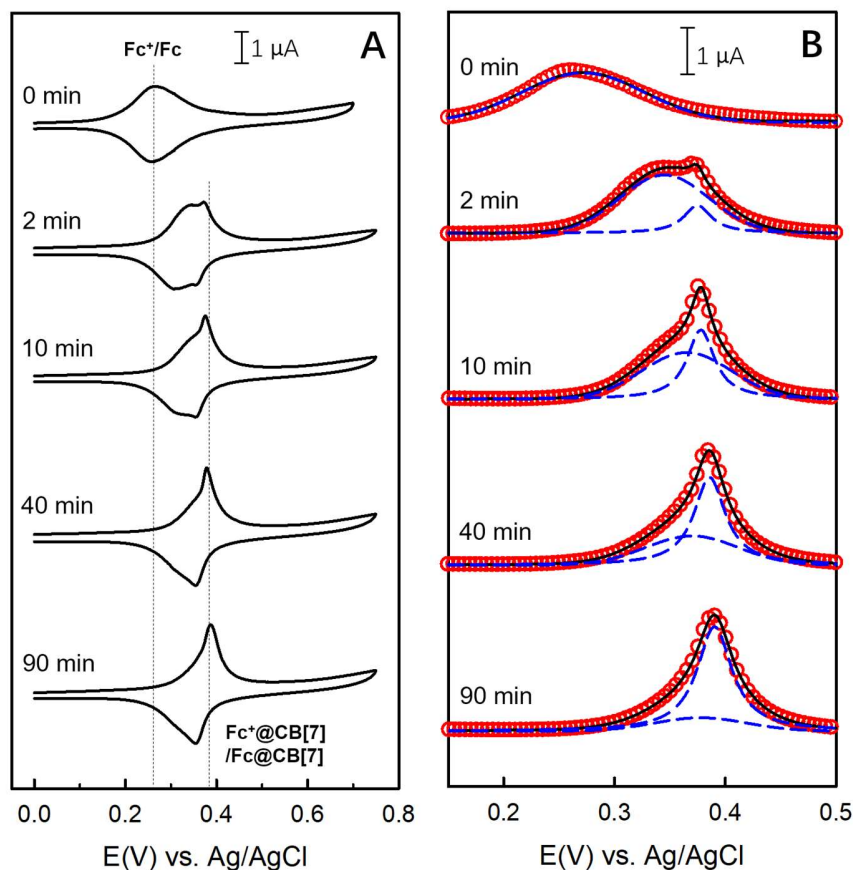 A
Fc⁺/Fc
1 µA
0 min
2 min
10 min
40 min
90 min
Fc⁺@CB[7]
/Fc@CB[7]
0.0 0.2 0.4 0.6 0.8
E(V) vs. Ag/AgCl
B
1 µA
0 min
2 min
10 min
40 min
90 min
0.2 0.3 0.4 0.5
E(V) vs. Ag/AgCl